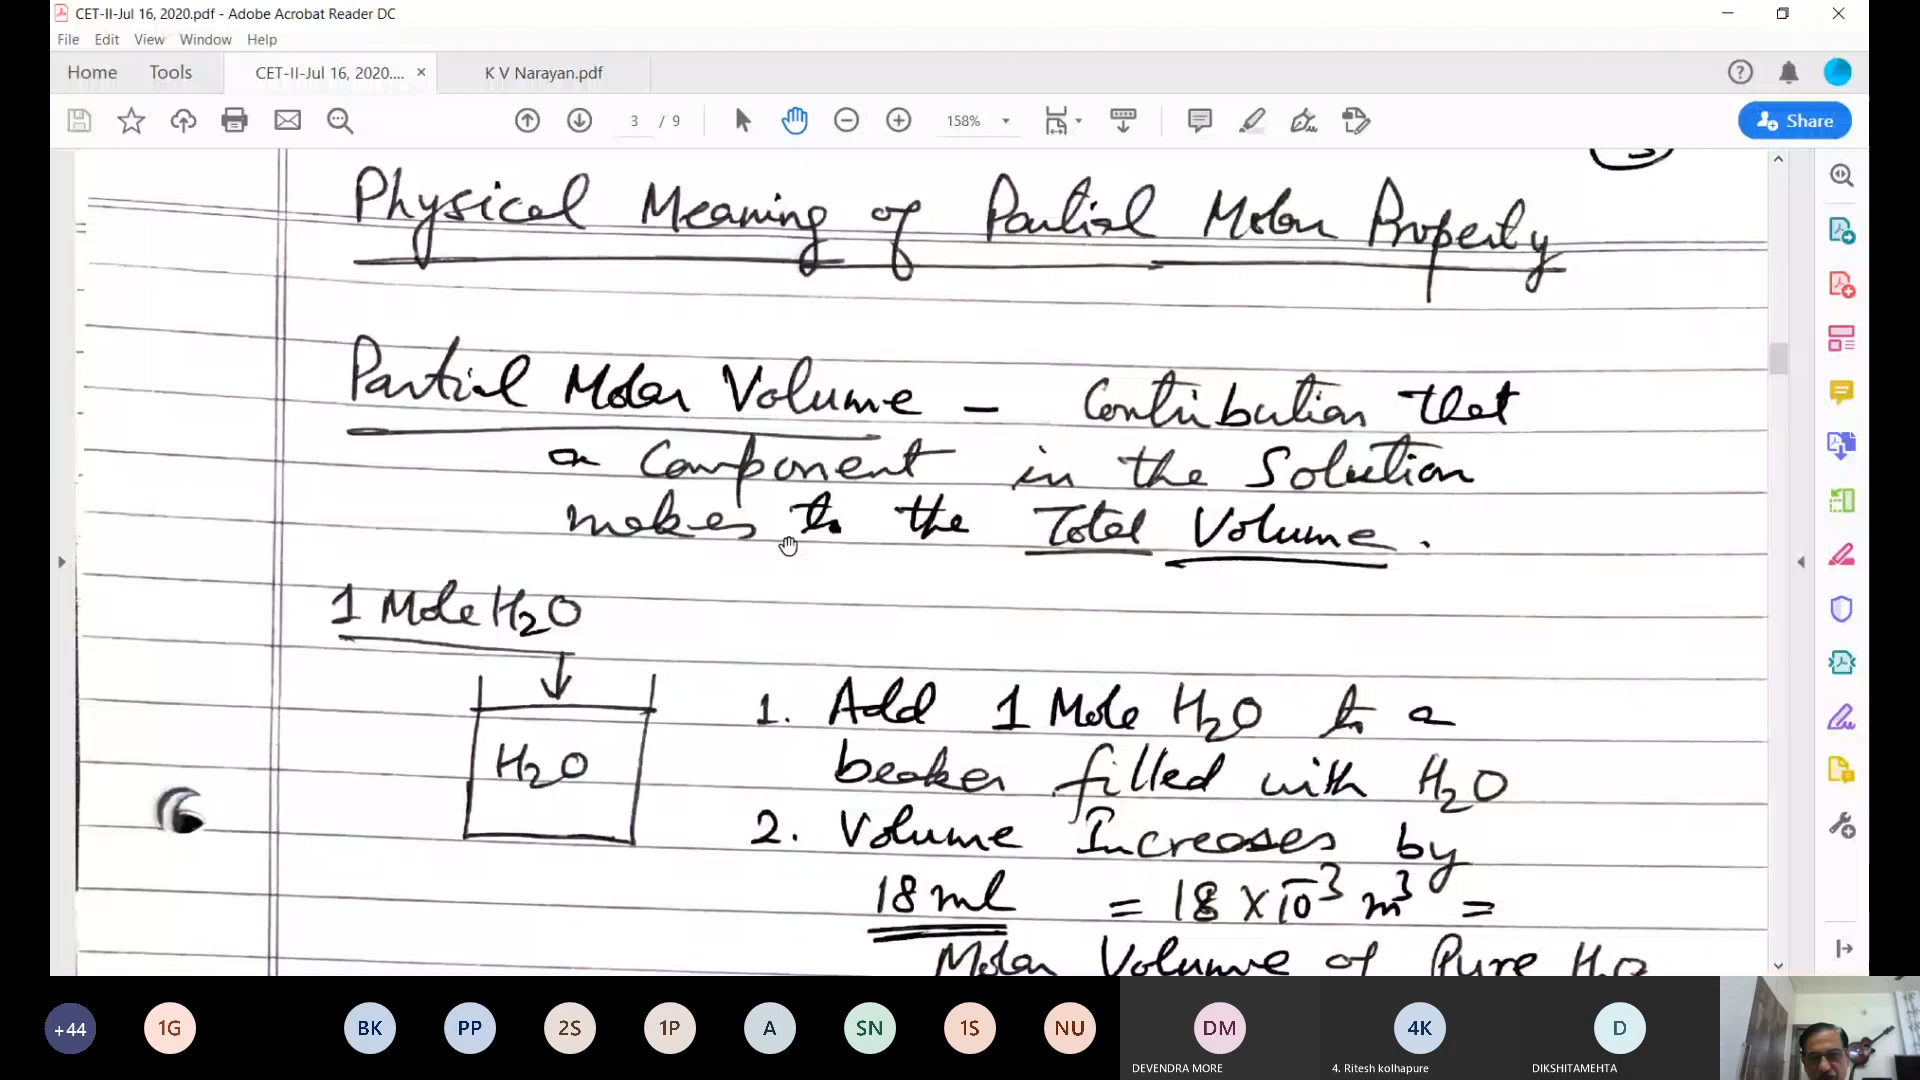 CET-II-Jul 16, 2020.pdf - Adobe Acrobat Reader DC
File Edit View Window Help
Home Tools CET-II-Jul 16, 2020.... × K V Narayan.pdf
3 / 9 158% Share
3
Physical Meaning of Partial Molar Property
Partial Molar Volume - Contribution that
a Component in the Solution
makes to the Total Volume.
1 Mole H2O
H2O
1. Add 1 Mole H2O to a
beaker filled with H2O
2. Volume Increases by
18 ml = 18 x 10^-3 m^3 =
Molar Volume of Pure H2O
+44 1G BK PP 2S 1P A SN 1S NU DM 4K D
DEVENDRA MORE 4. Ritesh kolhapure DIKSHITAMEHTA